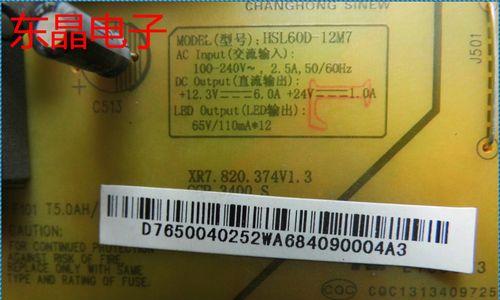 东晶电子
CHANGHONG SINEW
MODEL(型号): HSL60D-12M7
AC Input(交流输入):
100-240V~, 2.5A,50/60Hz
DC Output(直流输出):
+12.3V⎓6.0A +24V⎓1.0A
LED Output(LED输出):
65V/110mA*12
J501
C513
XR7.820.374V1.3
T5.0AH/
D7650040252WA684090004A3
FOR CONTINUED PROTECTION
AGAINST RISK OF FIRE
REPLACE ONLY WITH SAME
TYPE AND RATING OF FUSE.
CQC1313409725